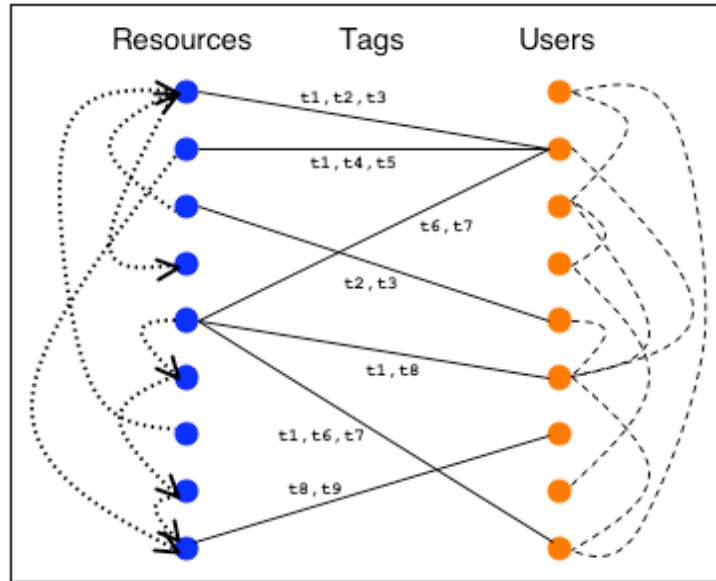 Resources Tags Users
t1,t2,t3
t1,t4,t5
t6,t7
t2,t3
t1,t8
t1,t6,t7
t8,t9